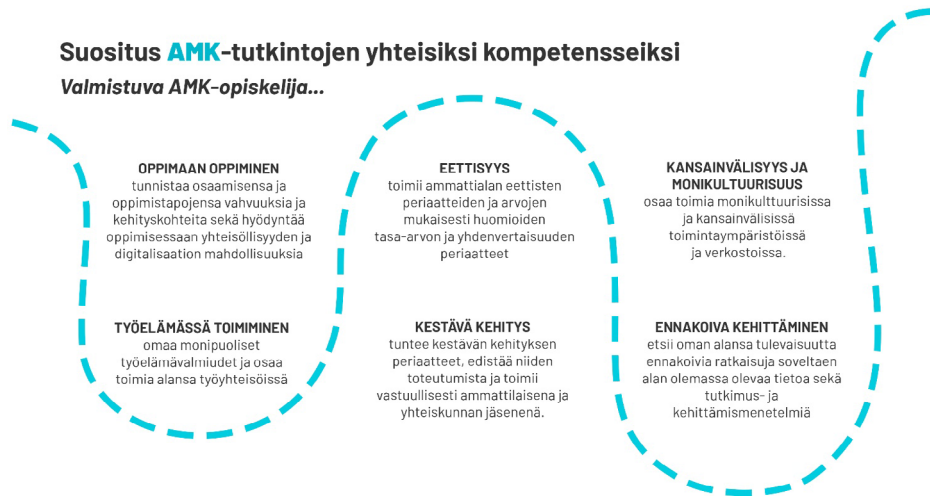 Suositus AMK-tutkintojen yhteisiksi kompetensseiksi
Valmistuva AMK-opiskelija...
OPPIMAAN OPPIMINEN
tunnistaa osaamisensa ja
oppimistapojensa vahvuuksia ja
kehityskohteita sekä hyödyntää
oppimisessaan yhteisöllisyyden ja
digitalisaation mahdollisuuksia
TYÖELÄMÄSSÄ TOIMIMINEN
omaa monipuoliset
työelämävalmiudet ja osaa
toimia alansa työyhteisöissä
EETTISYYS
toimii ammattialan eettisten
periaatteiden ja arvojen
mukaisesti huomioiden
tasa-arvon ja yhdenvertaisuuden
periaatteet
KESTÄVÄ KEHITYS
tuntee kestävän kehityksen
periaatteet, edistää niiden
toteutumista ja toimii
vastuullisesti ammattilaisena ja
yhteiskunnan jäsenenä.
KANSAINVÄLISYYS JA
MONIKULTUURISUUS
osaa toimia monikulttuurisissa
ja kansainvälisissä
toimintaympäristöissä
ja verkostoissa.
ENNAKOIVA KEHITTÄMINEN
etsii oman alansa tulevaisuutta
ennakoivia ratkaisuja soveltaen
alan olemassa olevaa tietoa sekä
tutkimus- ja
kehittämismenetelmiä